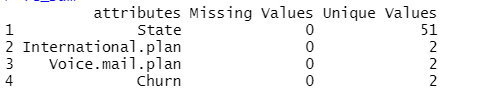 attributes Missing Values Unique Values
1 State 0 51
2 International.plan 0 2
3 Voice.mail.plan 0 2
4 Churn 0 2